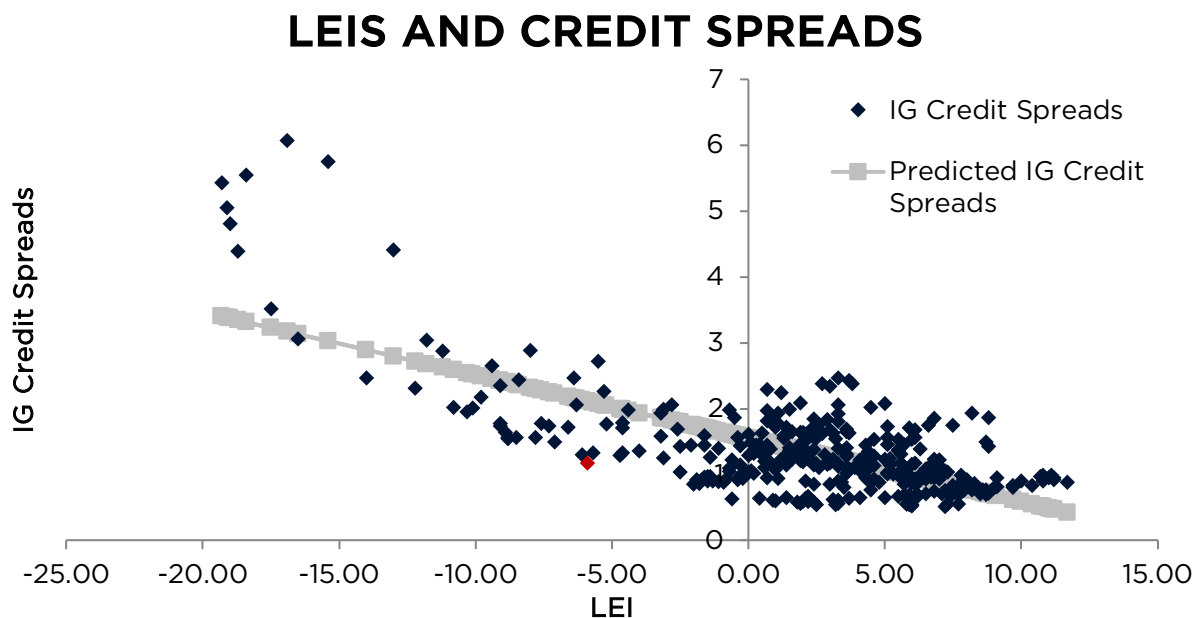 LEIS AND CREDIT SPREADS
7
6
5
4
3
2
1
0
IG Credit Spreads
Predicted IG Credit
Spreads
IG Credit Spreads
-25.00 -20.00 -15.00 -10.00 -5.00 0.00 5.00 10.00 15.00
LEI